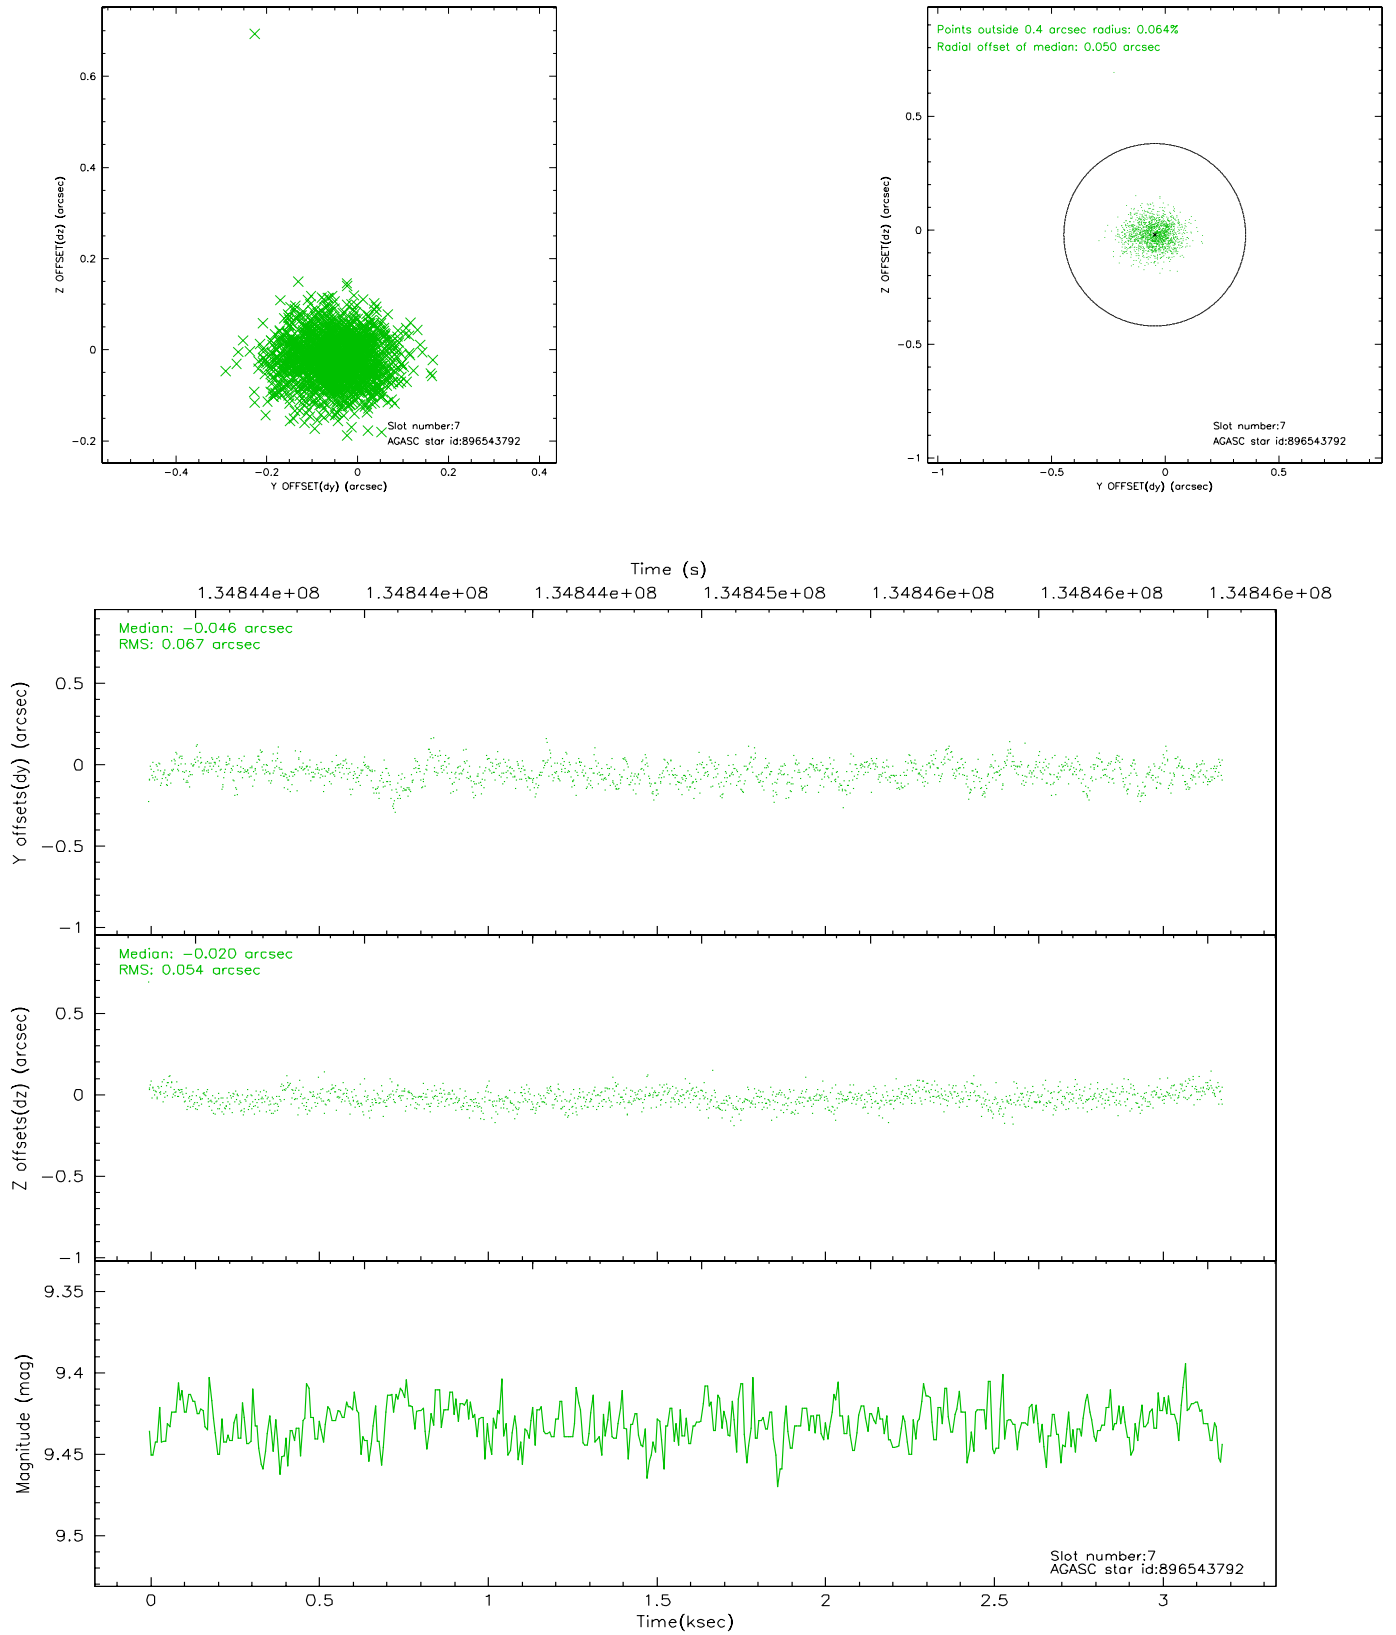 0.6
0.4
0.2
0
−0.2
Z OFFSET(dz) (arcsec)
−0.4 −0.2 0 0.2 0.4
Y OFFSET(dy) (arcsec)
Slot number:7
AGASC star id:896543792
Points outside 0.4 arcsec radius: 0.064%
Radial offset of median: 0.050 arcsec
0.5
0
−0.5
−1
Z OFFSET(dz) (arcsec)
−1 −0.5 0 0.5
Y OFFSET(dy) (arcsec)
Slot number:7
AGASC star id:896543792
Time (s)
1.34844e+08 1.34844e+08 1.34844e+08 1.34845e+08 1.34846e+08 1.34846e+08 1.34846e+08
Median: −0.046 arcsec
RMS: 0.067 arcsec
0.5
0
−0.5
−1
Y offsets(dy) (arcsec)
Median: −0.020 arcsec
RMS: 0.054 arcsec
0.5
0
−0.5
−1
Z offsets(dz) (arcsec)
9.35
9.4
9.45
9.5
Magnitude (mag)
Slot number:7
AGASC star id:896543792
0 0.5 1 1.5 2 2.5 3
Time(ksec)